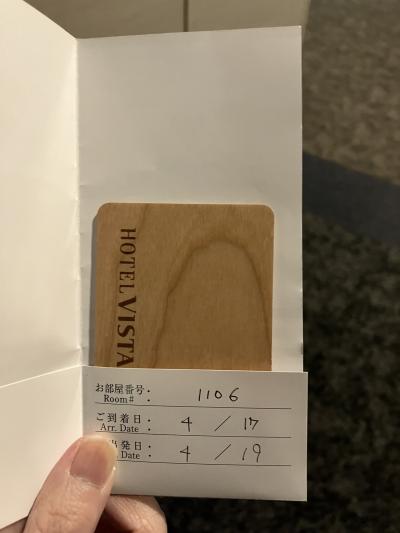 HOTEL VISTA
お部屋番号：
Room# : 1106
ご到着日：
Arr. Date : 4 / 17
出発日：
Date : 4 / 19